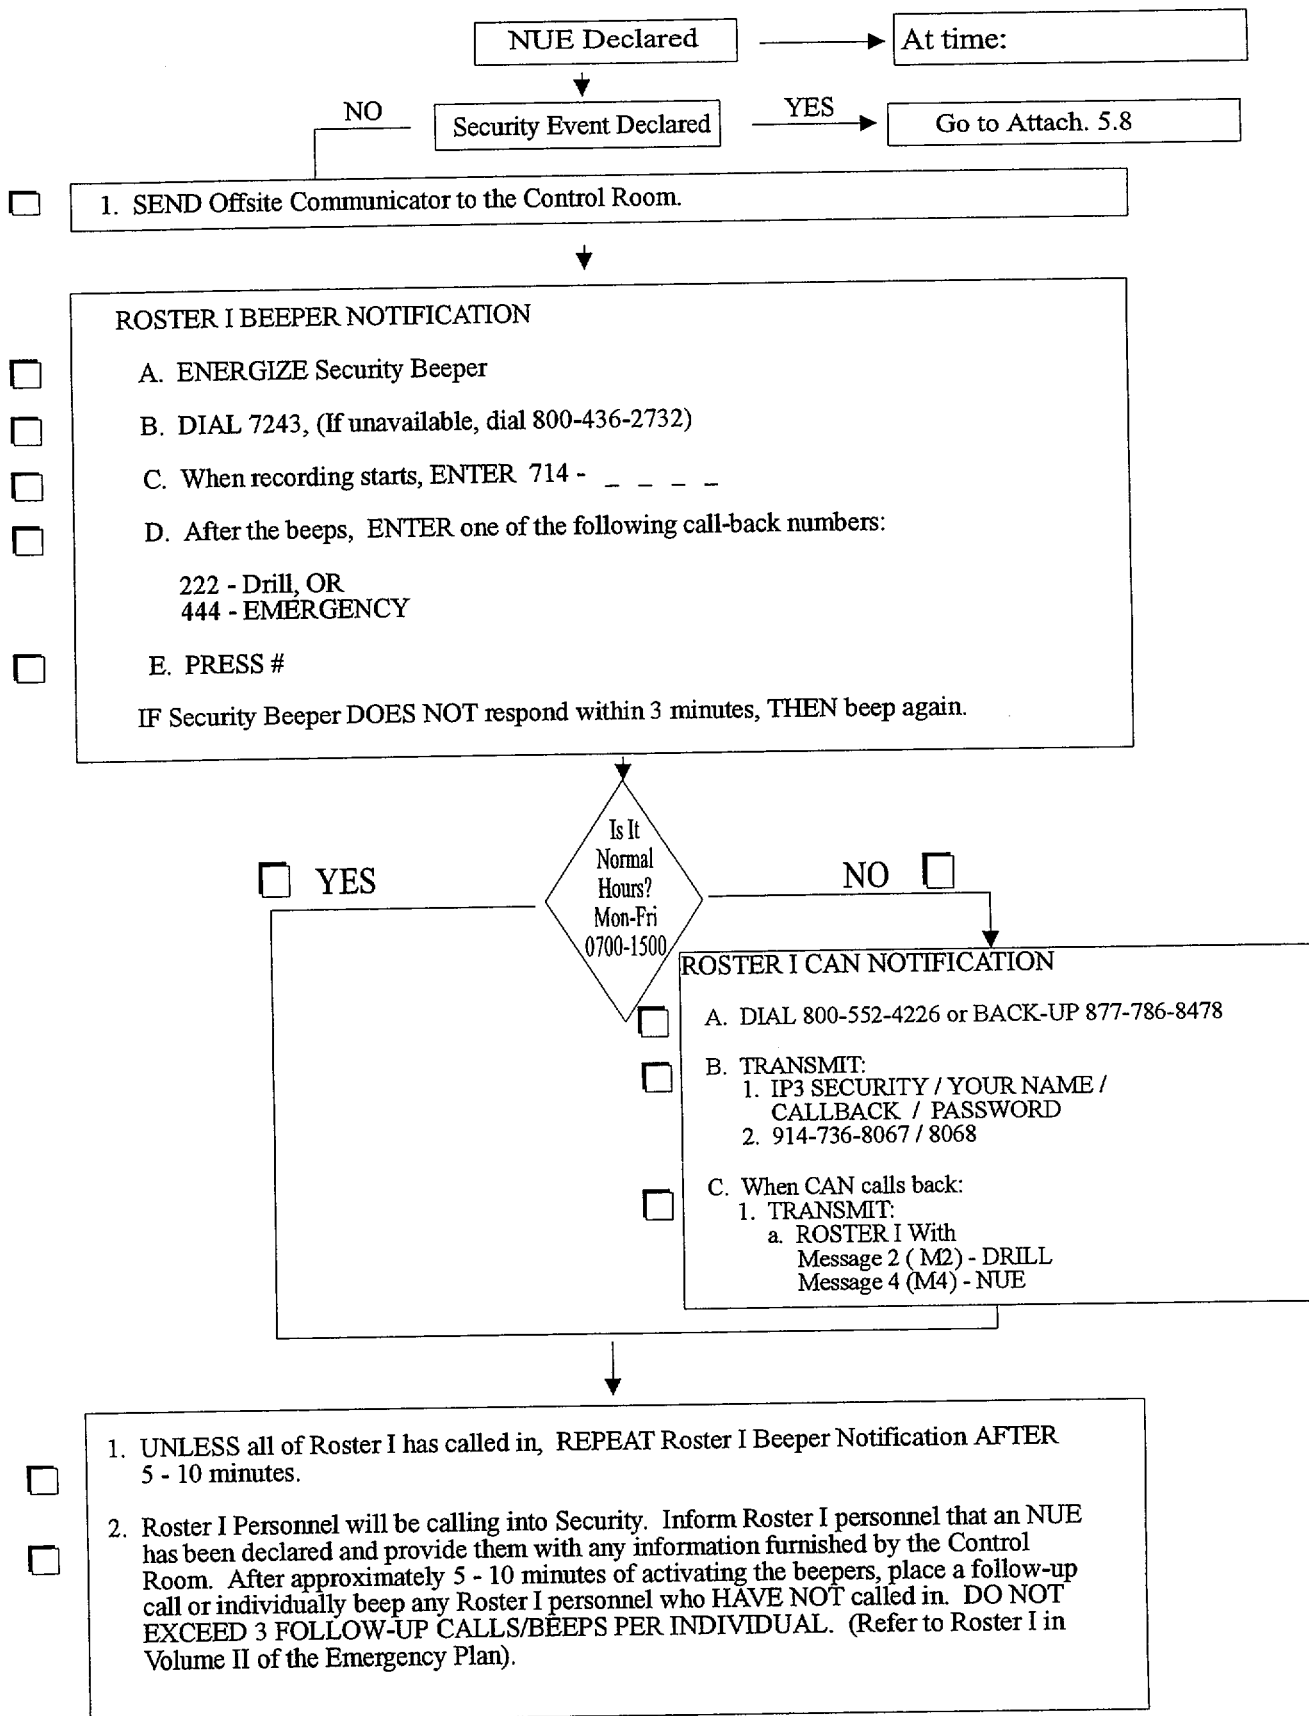 NUE Declared
At time:
NO
Security Event Declared
YES
Go to Attach. 5.8
1. SEND Offsite Communicator to the Control Room.
ROSTER I BEEPER NOTIFICATION
A. ENERGIZE Security Beeper
B. DIAL 7243, (If unavailable, dial 800-436-2732)
C. When recording starts, ENTER 714 - _ _ _ _
D. After the beeps, ENTER one of the following call-back numbers:
222 - Drill, OR
444 - EMERGENCY
E. PRESS #
IF Security Beeper DOES NOT respond within 3 minutes, THEN beep again.
Is It
Normal
Hours?
Mon-Fri
0700-1500
YES
NO
ROSTER I CAN NOTIFICATION
A. DIAL 800-552-4226 or BACK-UP 877-786-8478
B. TRANSMIT:
1. IP3 SECURITY / YOUR NAME /
CALLBACK / PASSWORD
2. 914-736-8067 / 8068
C. When CAN calls back:
1. TRANSMIT:
a. ROSTER I With
Message 2 ( M2) - DRILL
Message 4 (M4) - NUE
1. UNLESS all of Roster I has called in, REPEAT Roster I Beeper Notification AFTER
5 - 10 minutes.
2. Roster I Personnel will be calling into Security. Inform Roster I personnel that an NUE
has been declared and provide them with any information furnished by the Control
Room. After approximately 5 - 10 minutes of activating the beepers, place a follow-up
call or individually beep any Roster I personnel who HAVE NOT called in. DO NOT
EXCEED 3 FOLLOW-UP CALLS/BEEPS PER INDIVIDUAL. (Refer to Roster I in
Volume II of the Emergency Plan).